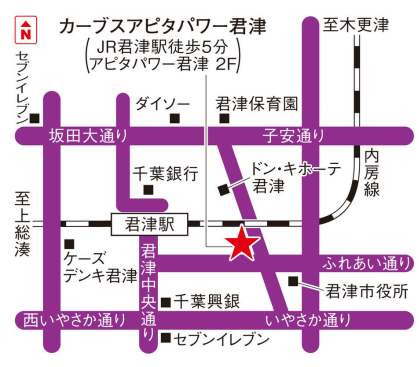 N
カーブスアピタパワー君津
(JR君津駅徒歩5分
アピタパワー君津 2F)
至木更津
セブンイレブン
ダイソー
君津保育園
坂田大通り
子安通り
千葉銀行
ドン・キホーテ
君津
内房線
至上総湊
君津駅
ケーズ
デンキ君津
君津中央通り
ふれあい通り
君津市役所
千葉興銀
西いやさか通り
いやさか通り
セブンイレブン